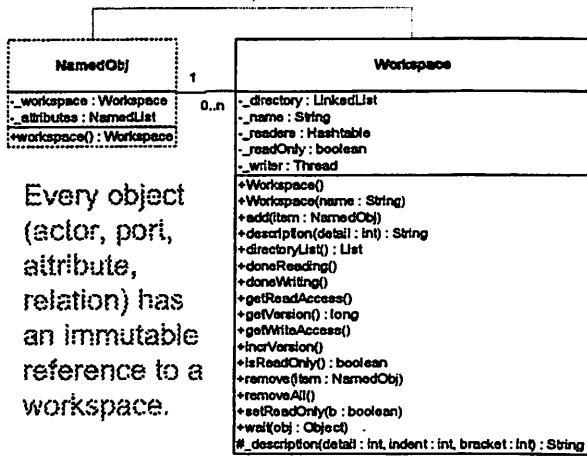 NamedObj
-_workspace : Workspace
-_attributes : NamedList
+workspace() : Workspace
1
0..n
Workspace
-_directory : LinkedList
-_name : String
-_readers : Hashtable
-_readOnly : boolean
-_writer : Thread
+Workspace()
+Workspace(name : String)
+add(item : NamedObj)
+description(detail : int) : String
+directoryList() : List
+doneReading()
+doneWriting()
+getReadAccess()
+getVersion() : long
+getWriteAccess()
+incrVersion()
+isReadOnly() : boolean
+remove(item : NamedObj)
+removeAll()
+setReadOnly(b : boolean)
+wait(obj : Object)
#_description(detail : int, indent : int, bracket : int) : String
Every object
(actor, port,
attribute,
relation) has
an immutable
reference to a
workspace.